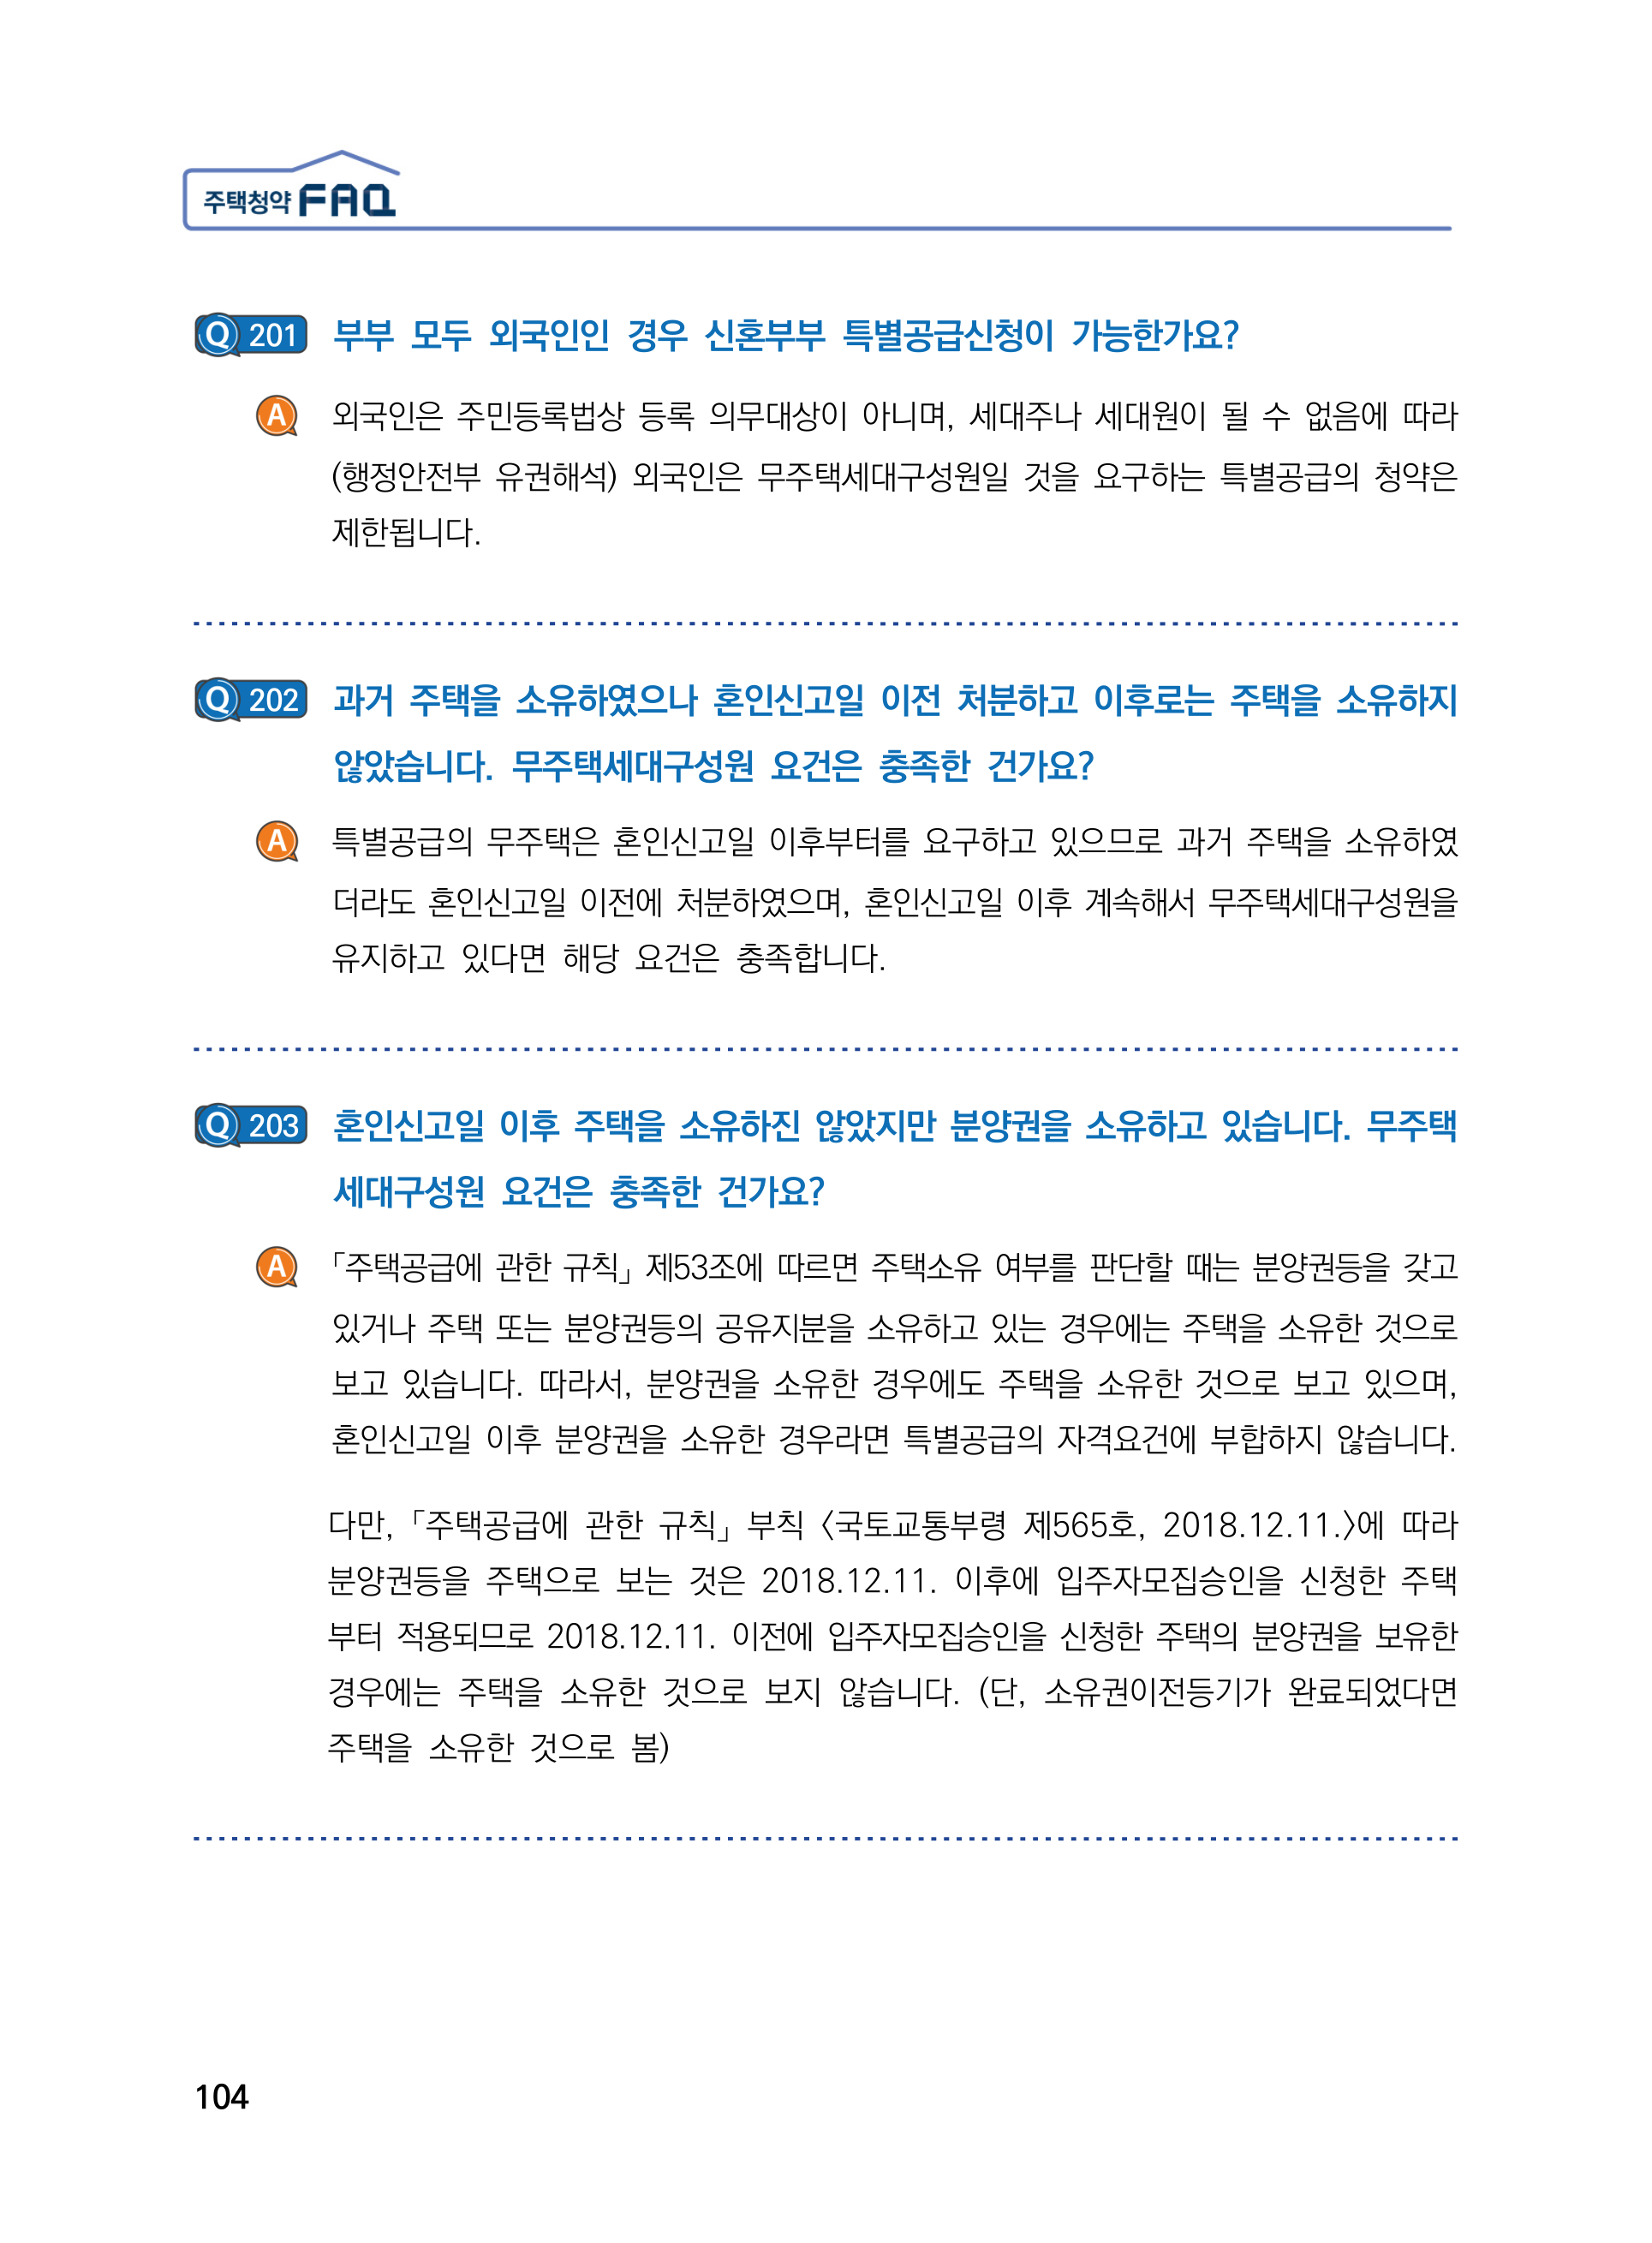 주택청약 FAQ
Q 201 부부 모두 외국인인 경우 신혼부부 특별공급신청이 가능한가요?
A 외국인은 주민등록법상 등록 의무대상이 아니며, 세대주나 세대원이 될 수 없음에 따라
(행정안전부 유권해석) 외국인은 무주택세대구성원일 것을 요구하는 특별공급의 청약은
제한됩니다.
Q 202 과거 주택을 소유하였으나 혼인신고일 이전 처분하고 이후로는 주택을 소유하지
않았습니다. 무주택세대구성원 요건은 충족한 건가요?
A 특별공급의 무주택은 혼인신고일 이후부터를 요구하고 있으므로 과거 주택을 소유하였
더라도 혼인신고일 이전에 처분하였으며, 혼인신고일 이후 계속해서 무주택세대구성원을
유지하고 있다면 해당 요건은 충족합니다.
Q 203 혼인신고일 이후 주택을 소유하진 않았지만 분양권을 소유하고 있습니다. 무주택
세대구성원 요건은 충족한 건가요?
A 「주택공급에 관한 규칙」 제53조에 따르면 주택소유 여부를 판단할 때는 분양권등을 갖고
있거나 주택 또는 분양권등의 공유지분을 소유하고 있는 경우에는 주택을 소유한 것으로
보고 있습니다. 따라서, 분양권을 소유한 경우에도 주택을 소유한 것으로 보고 있으며,
혼인신고일 이후 분양권을 소유한 경우라면 특별공급의 자격요건에 부합하지 않습니다.
다만, 「주택공급에 관한 규칙」 부칙 〈국토교통부령 제565호, 2018.12.11.〉에 따라
분양권등을 주택으로 보는 것은 2018.12.11. 이후에 입주자모집승인을 신청한 주택
부터 적용되므로 2018.12.11. 이전에 입주자모집승인을 신청한 주택의 분양권을 보유한
경우에는 주택을 소유한 것으로 보지 않습니다. (단, 소유권이전등기가 완료되었다면
주택을 소유한 것으로 봄)
104